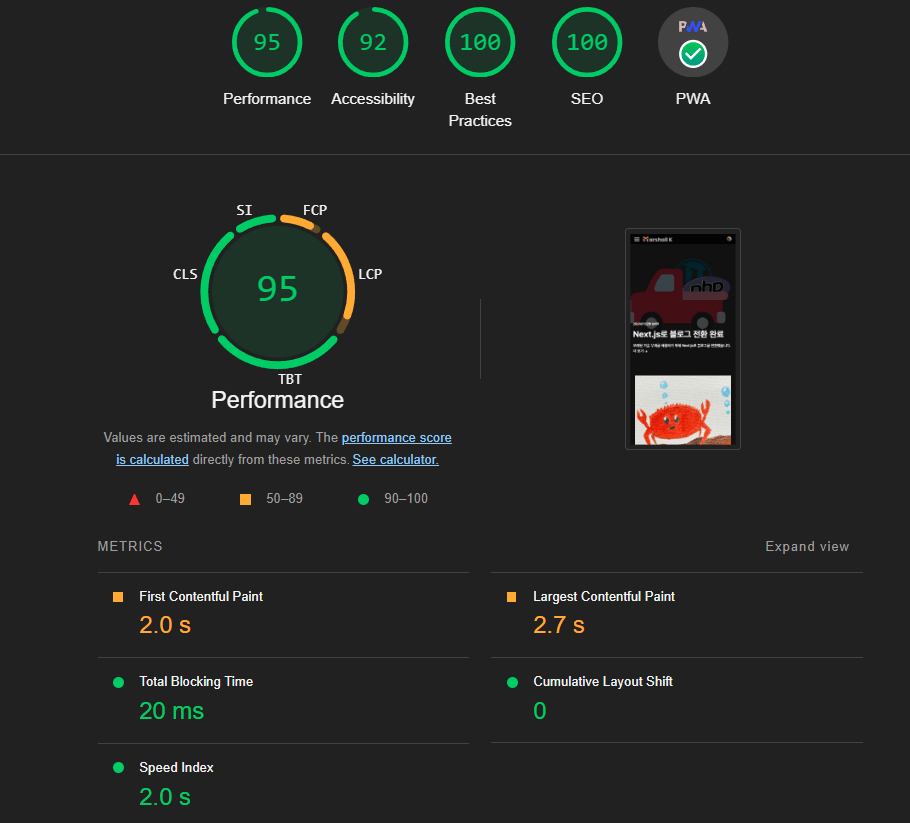 95
92
100
100
PWA
Performance
Accessibility
Best
Practices
SEO
PWA
SI
FCP
CLS
LCP
95
TBT
Performance
Values are estimated and may vary. The performance score
is calculated directly from these metrics. See calculator.
0–49
50–89
90–100
Marshall K
php
Next.js로 블로그 전환 완료
METRICS
Expand view
First Contentful Paint
2.0 s
Largest Contentful Paint
2.7 s
Total Blocking Time
20 ms
Cumulative Layout Shift
0
Speed Index
2.0 s